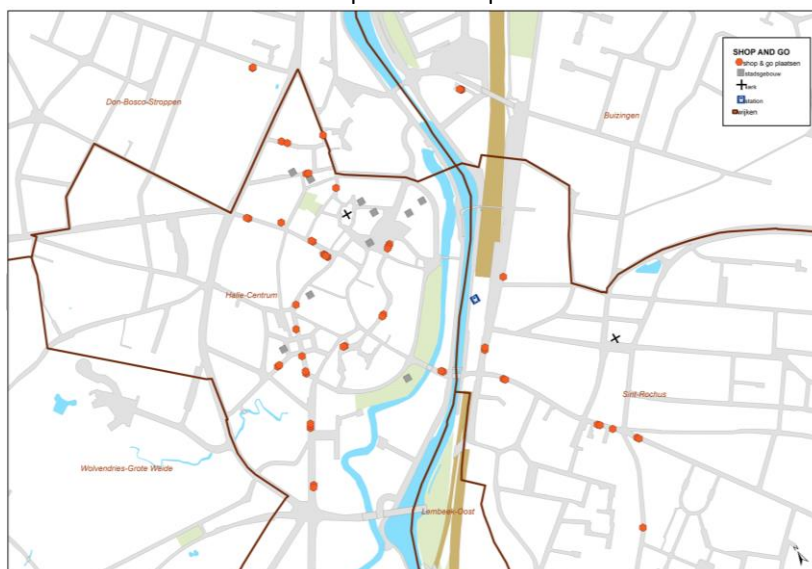 SHOP AND GO
shop & go plaatsen
stadsgebouw
kerk
station
wijken
Don-Bosco-Stroppen
Buizingen
Halle-Centrum
Sint-Rochus
Wolvendries-Grote Weide
Lembeek-Oost
N